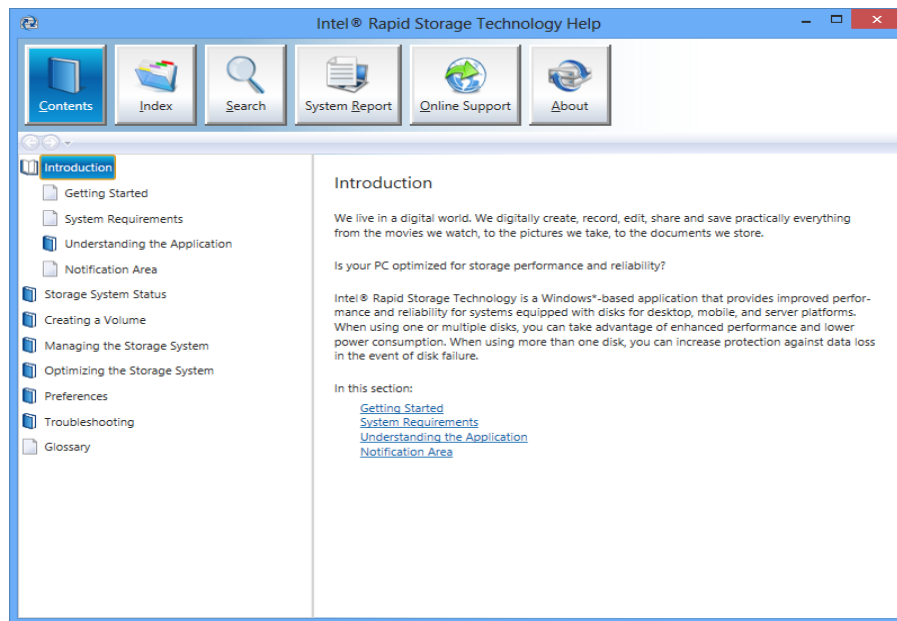 Intel® Rapid Storage Technology Help
Contents
Index
Search
System Report
Online Support
About
Introduction
Getting Started
System Requirements
Understanding the Application
Notification Area
Storage System Status
Creating a Volume
Managing the Storage System
Optimizing the Storage System
Preferences
Troubleshooting
Glossary
Introduction
We live in a digital world. We digitally create, record, edit, share and save practically everything
from the movies we watch, to the pictures we take, to the documents we store.
Is your PC optimized for storage performance and reliability?
Intel® Rapid Storage Technology is a Windows*-based application that provides improved perfor-
mance and reliability for systems equipped with disks for desktop, mobile, and server platforms.
When using one or multiple disks, you can take advantage of enhanced performance and lower
power consumption. When using more than one disk, you can increase protection against data loss
in the event of disk failure.
In this section:
Getting Started
System Requirements
Understanding the Application
Notification Area